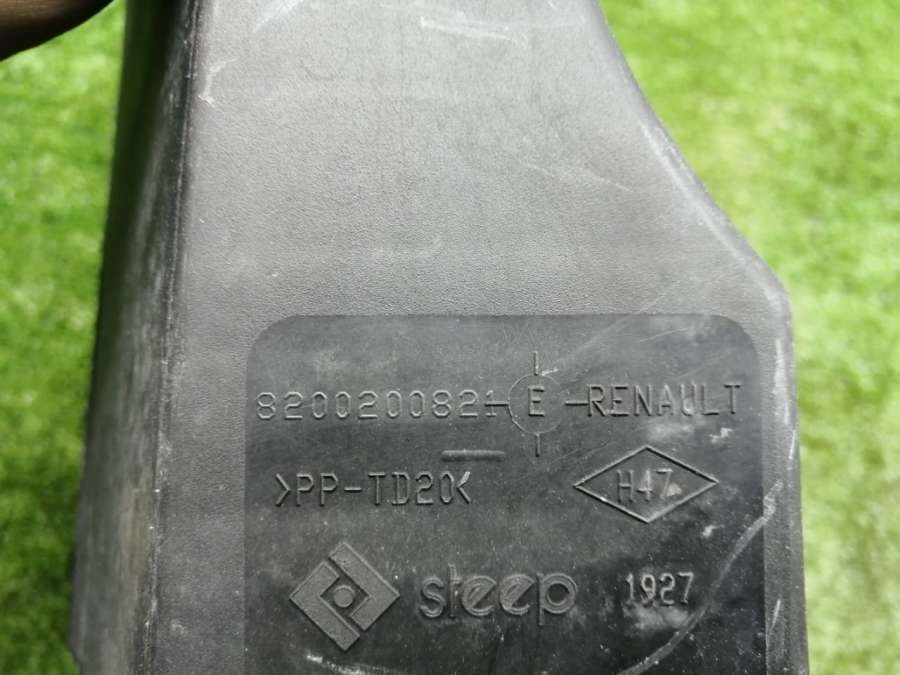 8200200821-E-RENAULT
>PP-TD20< H47
steep 1927